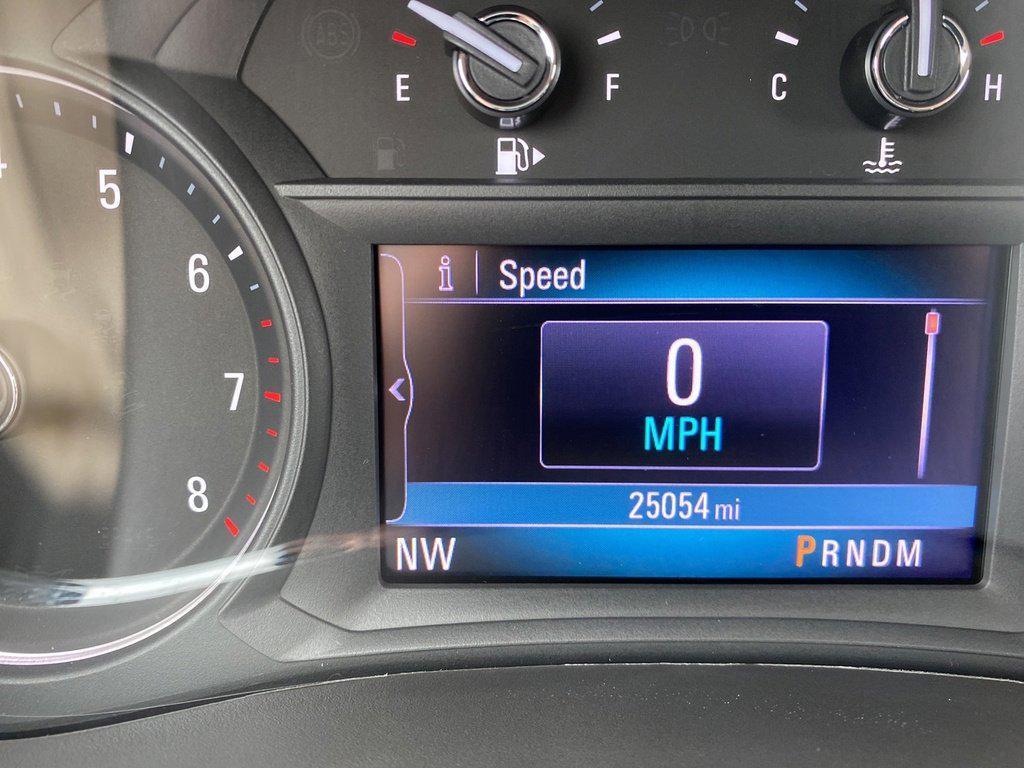 E F
C H
5
6
7
8
i Speed
0
MPH
25054 mi
NW PRNDM